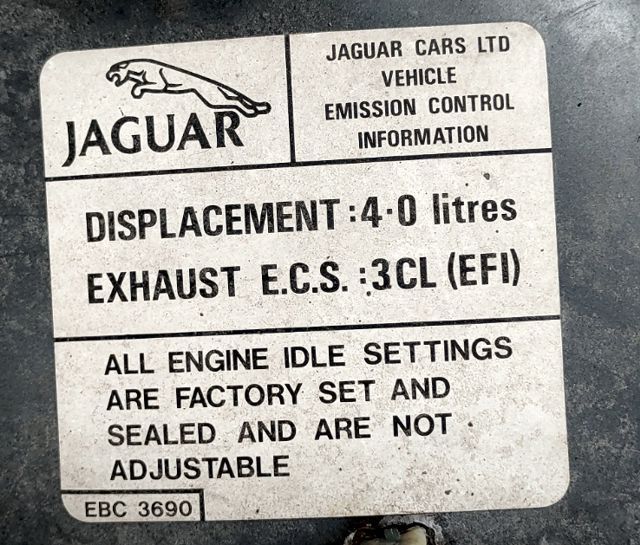 JAGUAR
JAGUAR CARS LTD
VEHICLE
EMISSION CONTROL
INFORMATION
DISPLACEMENT :4·0 litres
EXHAUST E.C.S. :3CL (EFI)
ALL ENGINE IDLE SETTINGS
ARE FACTORY SET AND
SEALED AND ARE NOT
ADJUSTABLE
EBC 3690